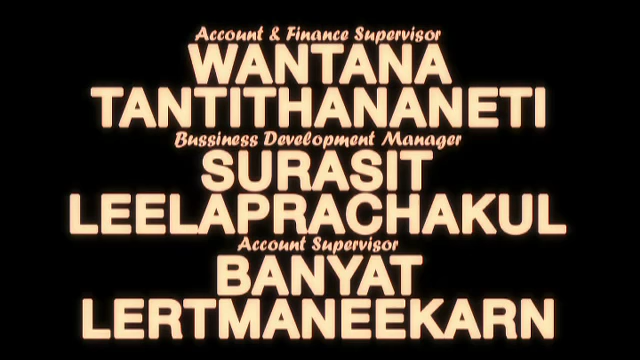 Account & Finance Supervisor
WANTANA
TANTITHANANETI
Bussiness Development Manager
SURASIT
LEELAPRACHAKUL
Account Supervisor
BANYAT
LERTMANEEKARN